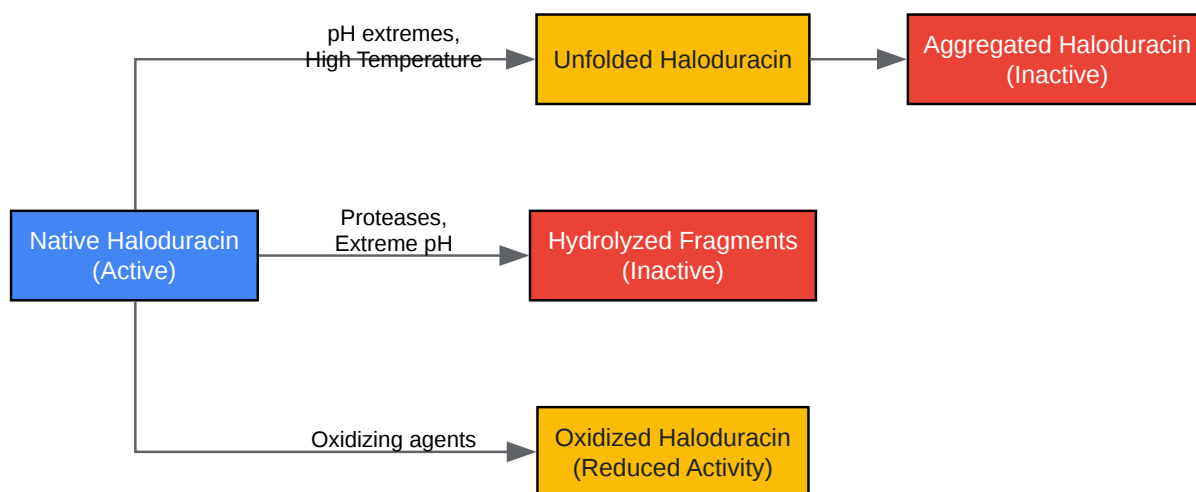 pH extremes,
High Temperature
Unfolded Haloduracin
Aggregated Haloduracin
(Inactive)
Native Haloduracin
(Active)
Proteases,
Extreme pH
Hydrolyzed Fragments
(Inactive)
Oxidizing agents
Oxidized Haloduracin
(Reduced Activity)